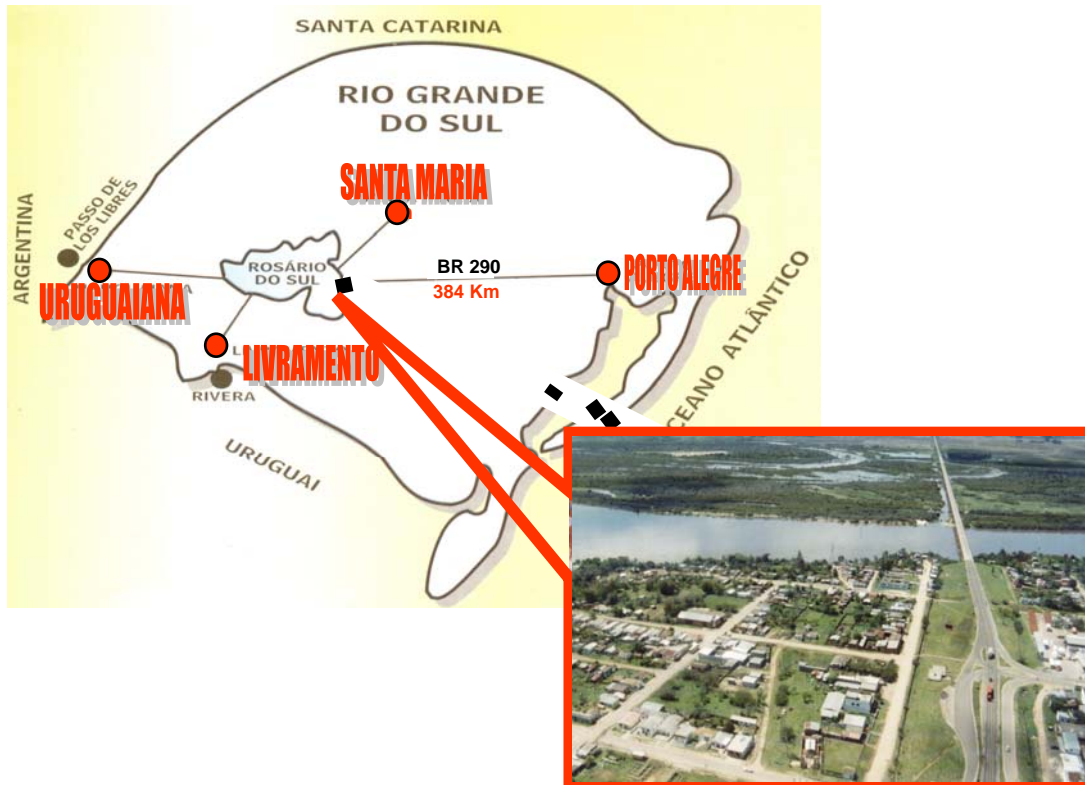 SANTA CATARINA
RIO GRANDE
DO SUL
SANTA MARIA
PASSO DE
LOS LIBRES
ARGENTINA
ROSÁRIO
DO SUL
BR 290
384 Km
PORTO ALEGRE
URUGUAIANA
LIVRAMENTO
RIVERA
URUGUAI
CEANO ATLÂNTICO